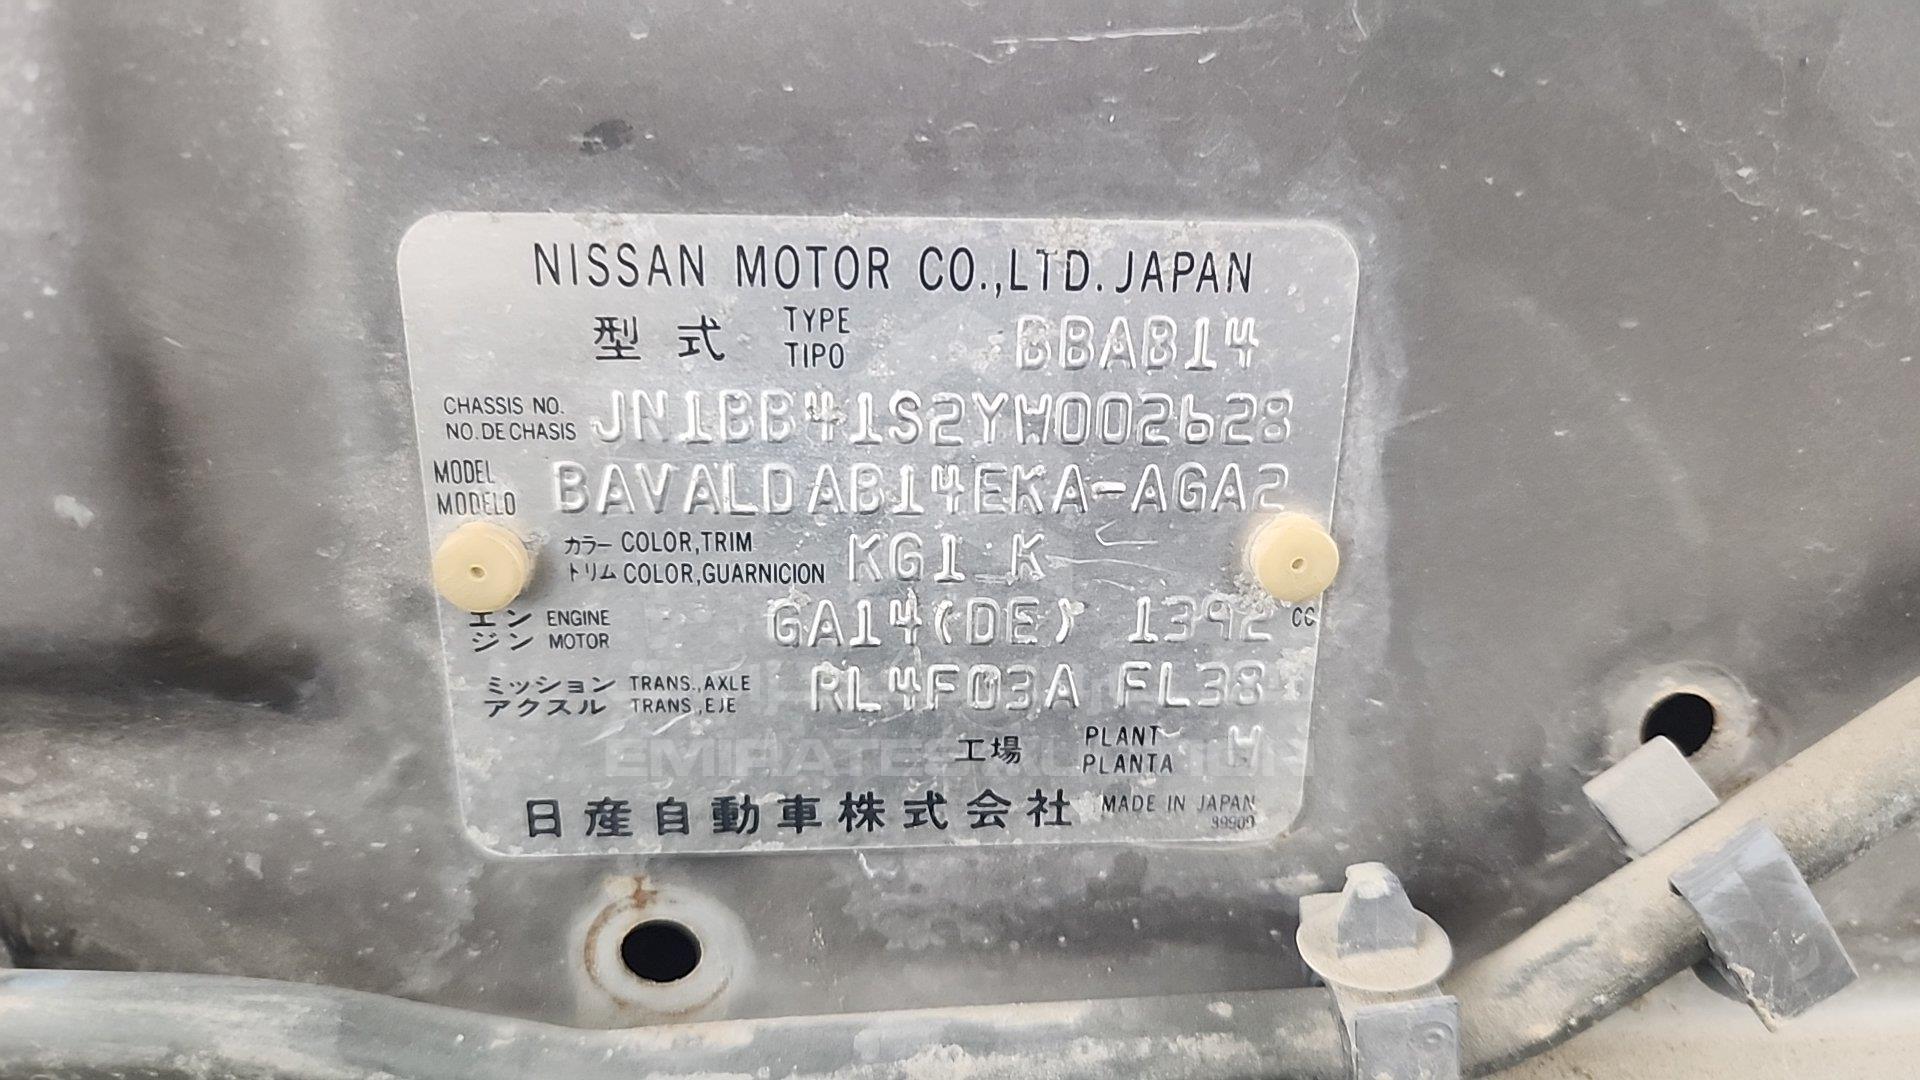 NISSAN MOTOR CO.,LTD. JAPAN
型式 TYPE TIPO BBAB14
CHASSIS NO. NO. DE CHASIS JN1BB41S2YW002628
MODEL MODELO BAVALDAB14EKA-AGA2
カラー COLOR,TRIM トリム COLOR,GUARNICION KG1 K
エンジン ENGINE MOTOR GA14(DE) 1392 CC
ミッション TRANS.,AXLE アクスル TRANS.,EJE RL4F03A FL38
工場 PLANT PLANTA W
日産自動車株式会社 MADE IN JAPAN
EMIRATES AUCTION